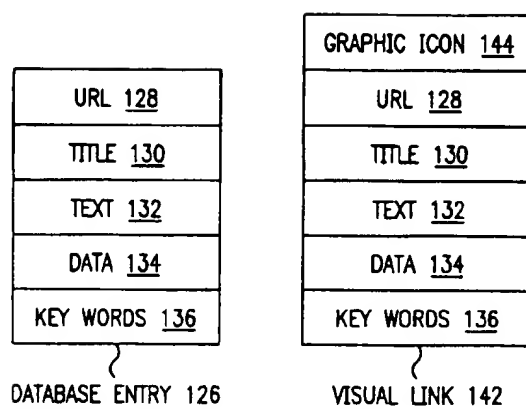 URL 128
TITLE 130
TEXT 132
DATA 134
KEY WORDS 136
DATABASE ENTRY 126
GRAPHIC ICON 144
URL 128
TITLE 130
TEXT 132
DATA 134
KEY WORDS 136
VISUAL LINK 142